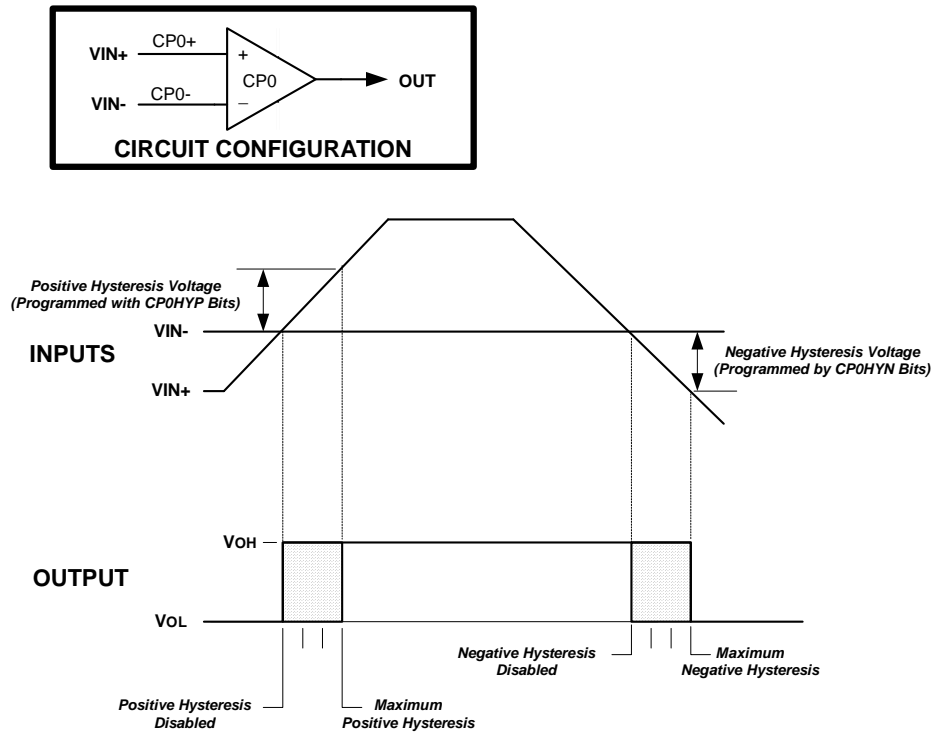 VIN+
CP0+
+
CP0
OUT
VIN-
CP0-
–
CIRCUIT CONFIGURATION
Positive Hysteresis Voltage
(Programmed with CP0HYP Bits)
VIN-
INPUTS
Negative Hysteresis Voltage
(Programmed by CP0HYN Bits)
VIN+
VOH
OUTPUT
VOL
Negative Hysteresis
Disabled
Maximum
Negative Hysteresis
Positive Hysteresis
Disabled
Maximum
Positive Hysteresis